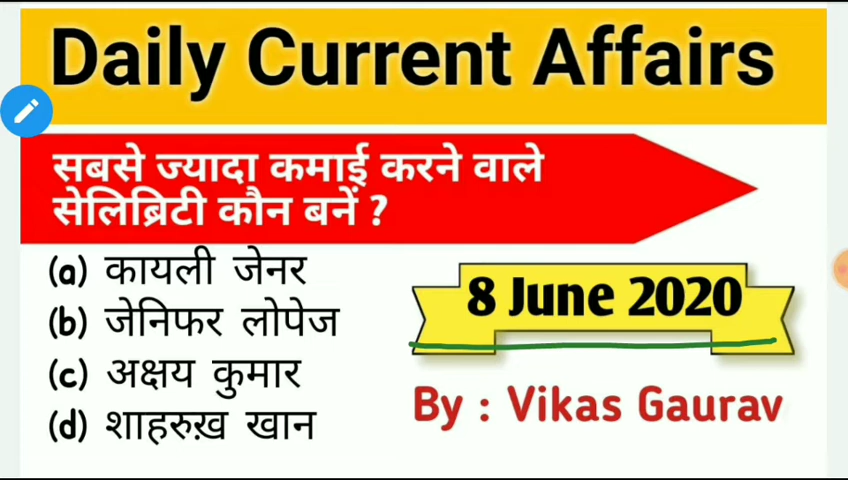 Daily Current Affairs
सबसे ज्यादा कमाई करने वाले
सेलिब्रिटी कौन बनें ?
(a) कायली जेनर
(b) जेनिफर लोपेज
(c) अक्षय कुमार
(d) शाहरुख़ खान
8 June 2020
By : Vikas Gaurav